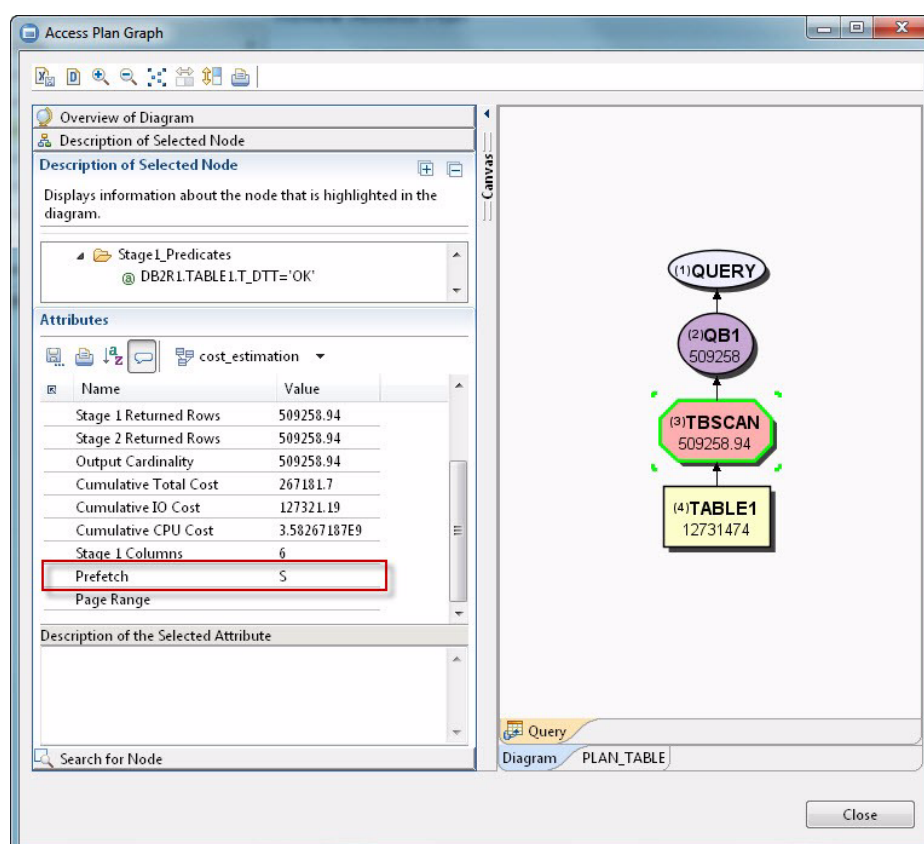 Access Plan Graph
Overview of Diagram
Description of Selected Node
Description of Selected Node
Displays information about the node that is highlighted in the
diagram.
Stage1_Predicates
DB2R1.TABLE1.T_DTT='OK'
Attributes
cost_estimation
Name Value
Stage 1 Returned Rows 509258.94
Stage 2 Returned Rows 509258.94
Output Cardinality 509258.94
Cumulative Total Cost 267181.7
Cumulative IO Cost 127321.19
Cumulative CPU Cost 3.58267187E9
Stage 1 Columns 6
Prefetch S
Page Range
Description of the Selected Attribute
Search for Node
Canvas
(1)QUERY
(2)QB1
509258
(3)TBSCAN
509258.94
(4)TABLE1
12731474
Query
Diagram PLAN_TABLE
Close